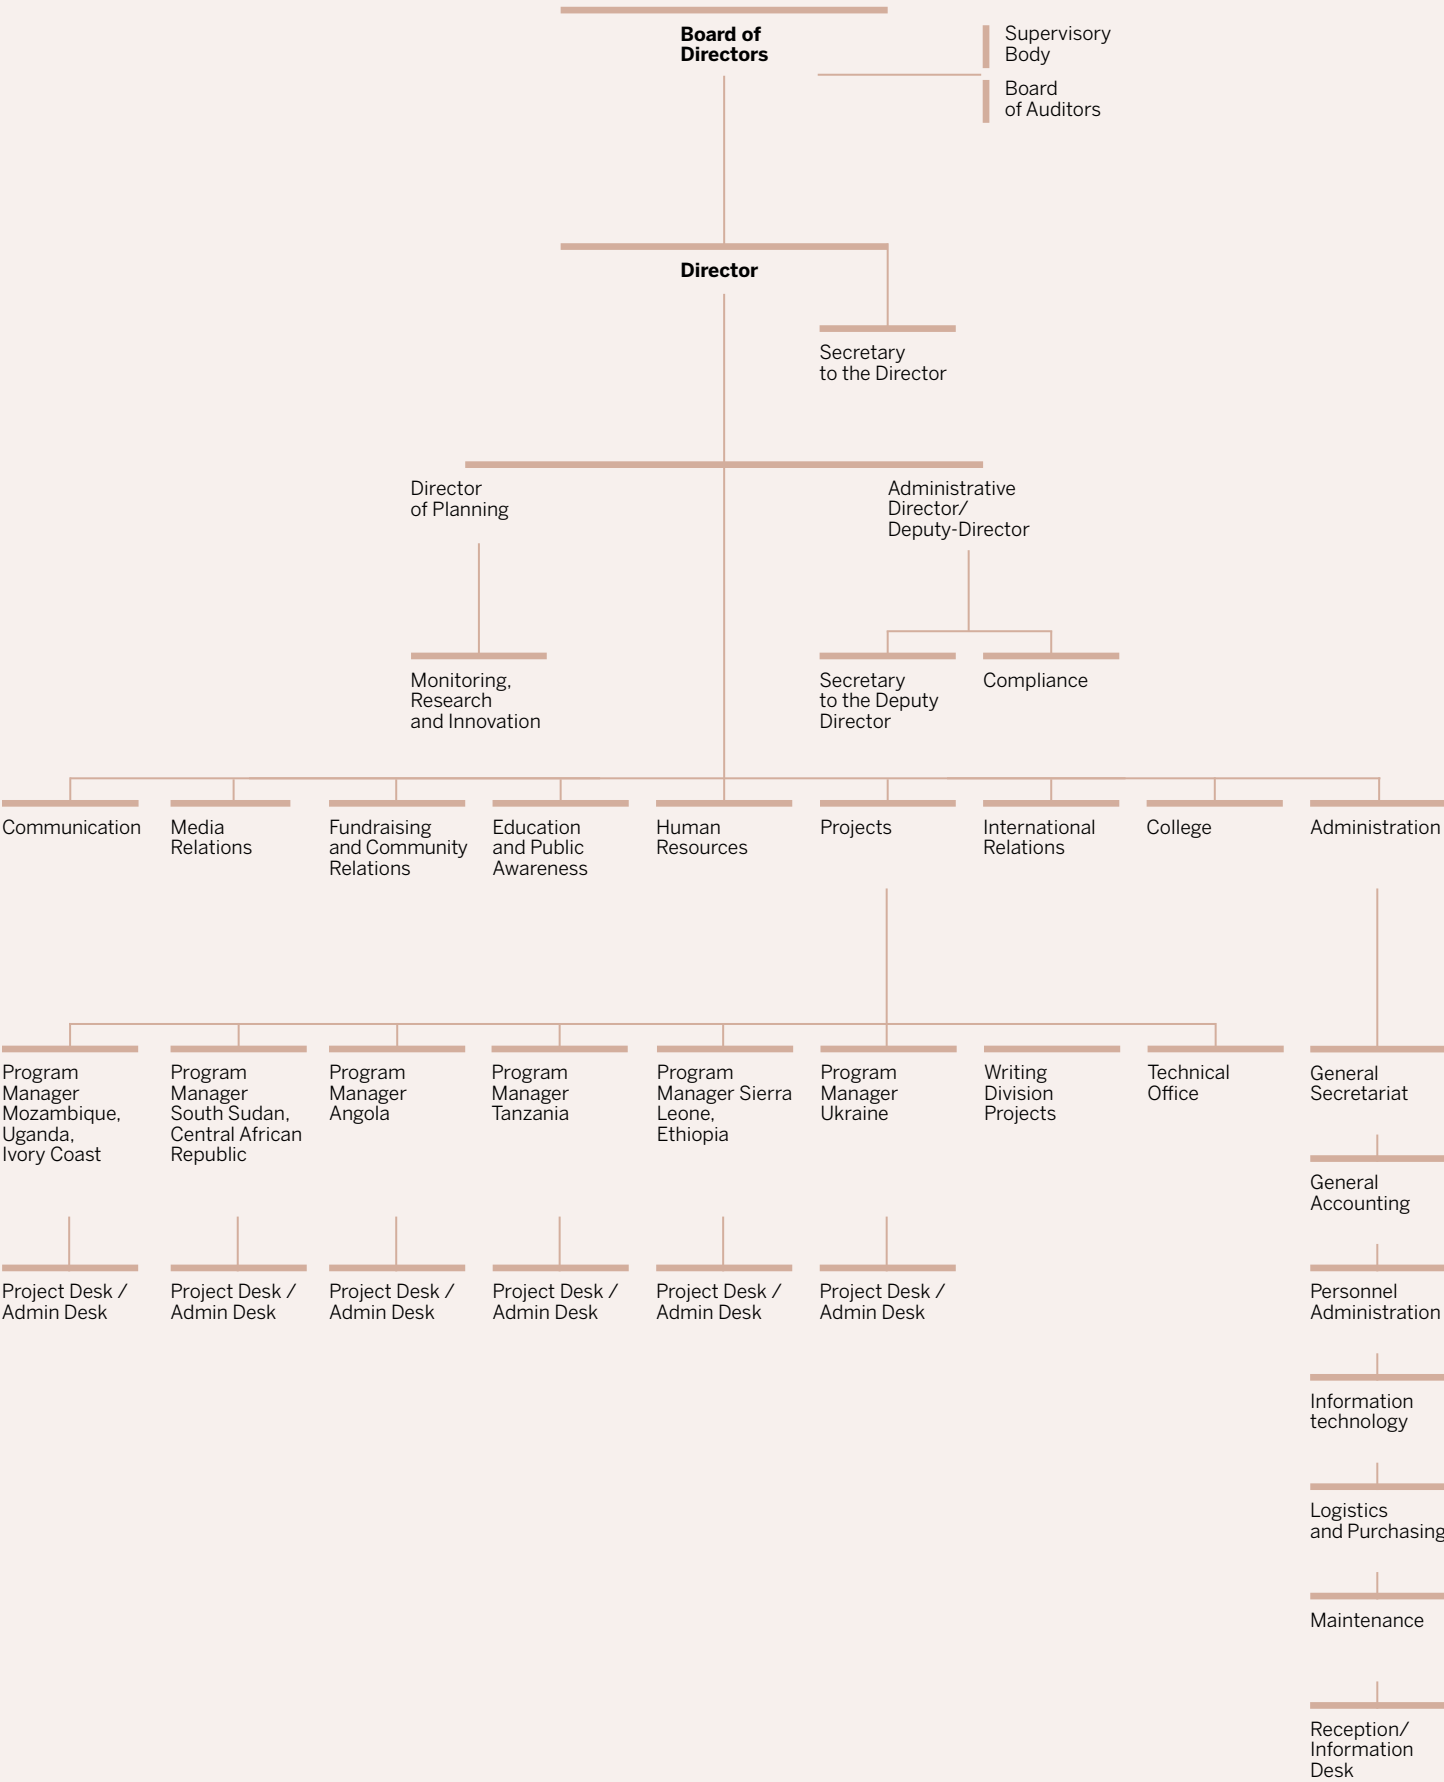 Board of
Directors
Supervisory
Body
Board
of Auditors
Director
Secretary
to the Director
Director
of Planning
Administrative
Director/
Deputy-Director
Monitoring,
Research
and Innovation
Secretary
to the Deputy
Director
Compliance
Communication
Media
Relations
Fundraising
and Community
Relations
Education
and Public
Awareness
Human
Resources
Projects
International
Relations
College
Administration
Program
Manager
Mozambique,
Uganda,
Ivory Coast
Program
Manager
South Sudan,
Central African
Republic
Program
Manager
Angola
Program
Manager
Tanzania
Program
Manager Sierra
Leone,
Ethiopia
Program
Manager
Ukraine
Writing
Division
Projects
Technical
Office
General
Secretariat
General
Accounting
Project Desk /
Admin Desk
Project Desk /
Admin Desk
Project Desk /
Admin Desk
Project Desk /
Admin Desk
Project Desk /
Admin Desk
Project Desk /
Admin Desk
Personnel
Administration
Information
technology
Logistics
and Purchasing
Maintenance
Reception/
Information
Desk